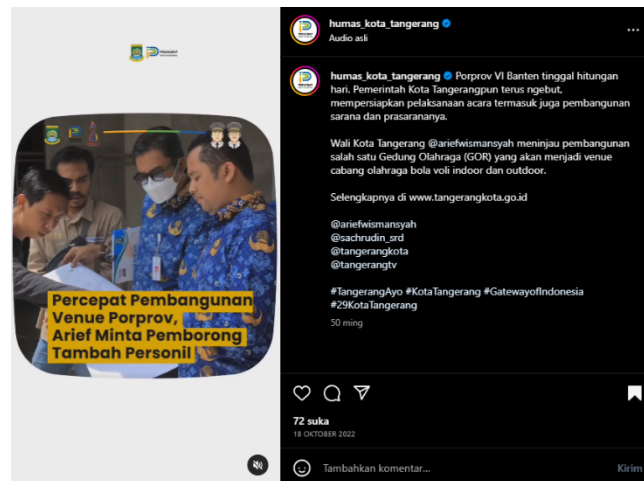 Percepat Pembangunan
Venue Porprov,
Arief Minta Pemborong
Tambah Personil
humas_kota_tangerang
Audio asli
humas_kota_tangerang Porprov VI Banten tinggal hitungan
hari. Pemerintah Kota Tangerangpun terus ngebut,
mempersiapkan pelaksanaan acara termasuk juga pembangunan
sarana dan prasarananya.
Wali Kota Tangerang @ariefwismansyah meninjau pembangunan
salah satu Gedung Olahraga (GOR) yang akan menjadi venue
cabang olahraga bola voli indoor dan outdoor.
Selengkapnya di www.tangerangkota.go.id
@ariefwismansyah
@sachrudin_srd
@tangerangkota
@tangerangtv
#TangerangAyo #KotaTangerang #GatewayofIndonesia
#29KotaTangerang
50 ming
72 suka
18 OKTOBER 2022
Tambahkan komentar...
Kirim